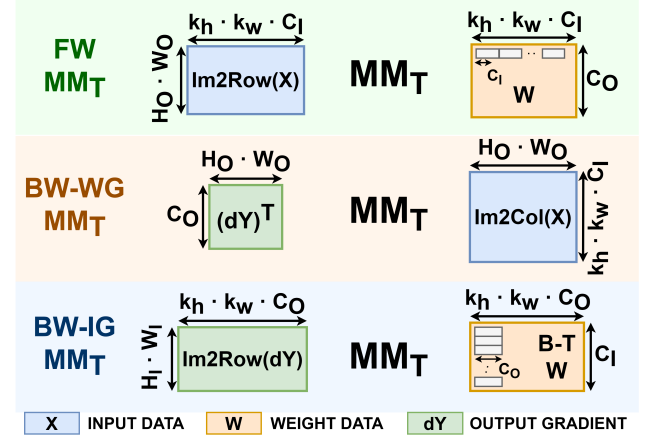 FW
MM_T
H_O · W_O
k_h · k_w · C_I
Im2Row(X)
MM_T
k_h · k_w · C_I
C_I
..
W
C_O
BW-WG
MM_T
C_O
H_O · W_O
(dY)^T
MM_T
H_O · W_O
Im2Col(X)
k_h · k_w · C_I
BW-IG
MM_T
H_I · W_I
k_h · k_w · C_O
Im2Row(dY)
MM_T
k_h · k_w · C_O
C_O
:
B-T
W
C_I
X INPUT DATA W WEIGHT DATA dY OUTPUT GRADIENT